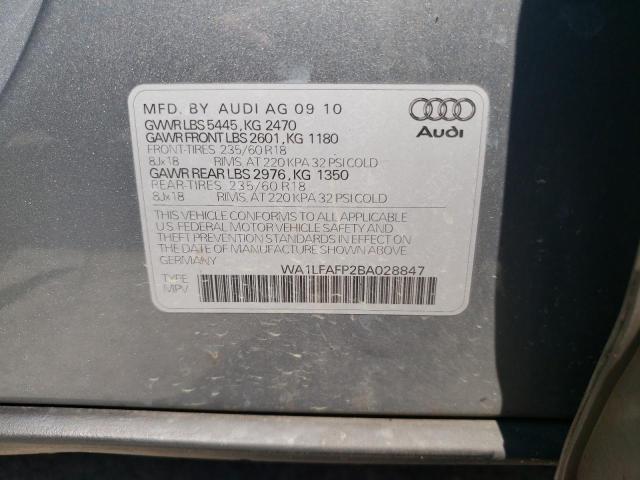 MFD. BY AUDI AG 09 10
GVWR LBS 5445, KG 2470
GAWR FRONT LBS 2601, KG 1180
FRONT-TIRES 235/60 R18
8Jx18 RIMS. AT 220 KPA 32 PSI COLD
GAWR REAR LBS 2976, KG 1350
REAR-TIRES 235/60 R18
8Jx18 RIMS. AT 220 KPA 32 PSI COLD
Audi
THIS VEHICLE CONFORMS TO ALL APPLICABLE
U.S FEDERAL MOTOR VEHICLE SAFETY AND
THEFT PREVENTION STANDARDS IN EFFECT ON
THE DATE OF MANUFACTURE SHOWN ABOVE.
GERMANY WA1LFAFP2BA028847
TYPE:
MPV